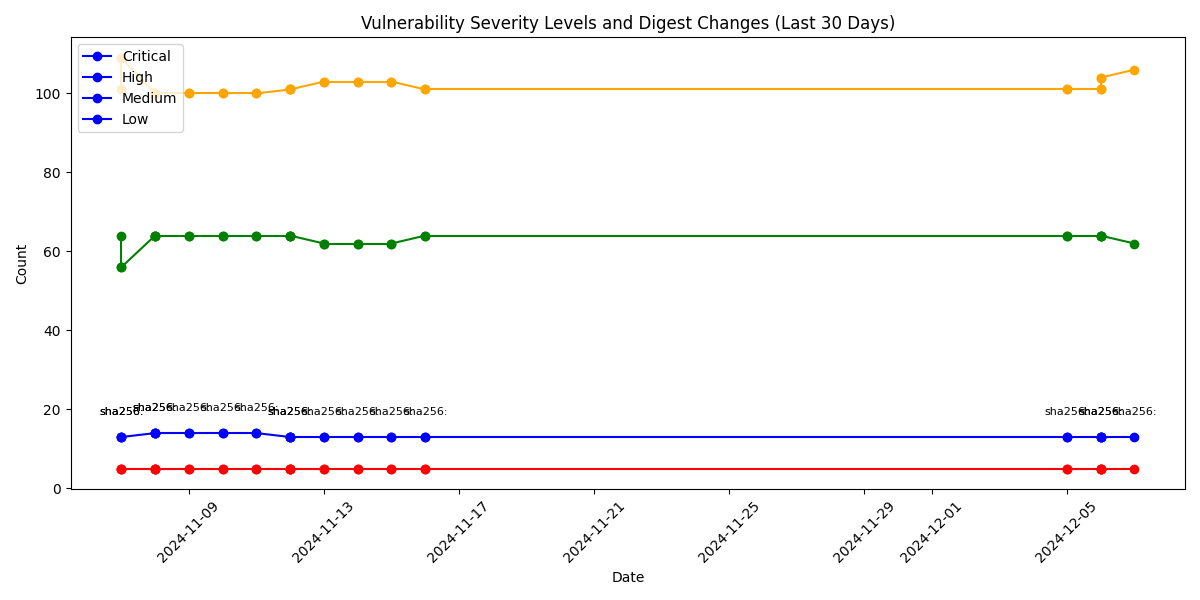 Vulnerability Severity Levels and Digest Changes (Last 30 Days)
Critical
High
Medium
Low
100
80
60
40
20
0
Count
sha256:
sha256:
sha256:
sha256:
sha256:
sha256:
sha256:
sha256:
sha256:
sha256:
sha256:
sha256:
sha256:
2024-11-09
2024-11-13
2024-11-17
2024-11-21
2024-11-25
2024-11-29
2024-12-01
2024-12-05
Date